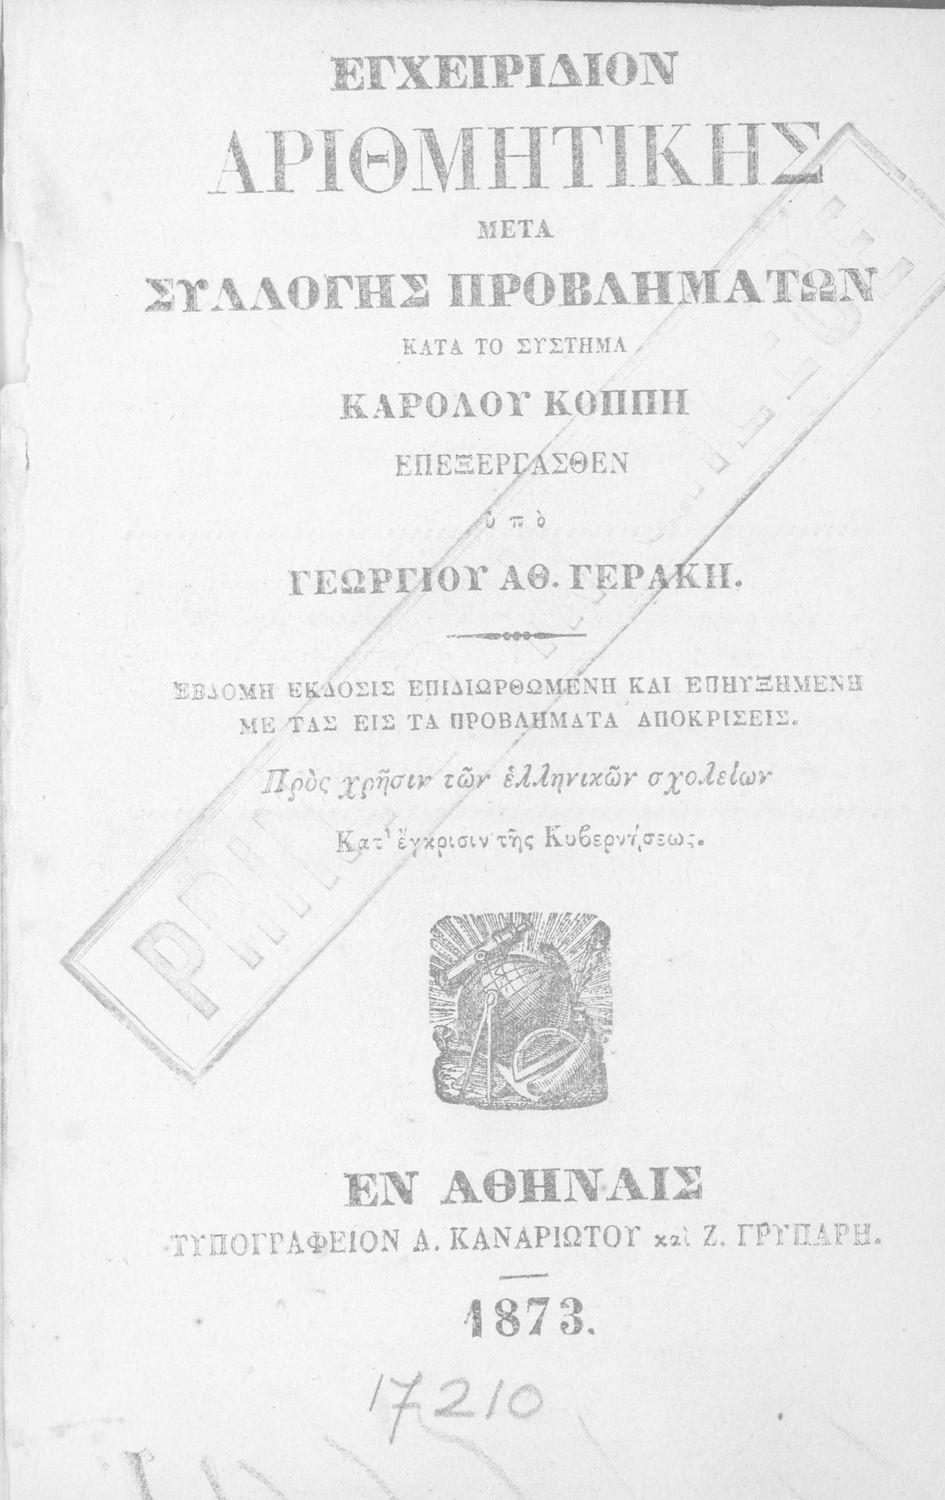 ΕΓΧΕΙΡΙΔΙΟΝ
ΑΡΙΘΜΗΤΙΚΗΣ
ΜΕΤΑ
ΣΥΛΛΟΓΗΣ ΠΡΟΒΛΗΜΑΤΩΝ
ΚΑΤΑ ΤΟ ΣΥΣΤΗΜΑ
ΚΑΡΟΛΟΥ ΚΟΠΠΗ
ΕΠΕΞΕΡΓΑΣΘΕΝ
ὑπὸ
ΓΕΩΡΓΙΟΥ ΑΘ. ΓΕΡΑΚΗ.
ΕΒΔΟΜΗ ΕΚΔΟΣΙΣ ΕΠΙΔΙΩΡΘΩΜΕΝΗ ΚΑΙ ΕΠΗΥΞΗΜΕΝΗ
ΜΕ ΤΑΣ ΕΙΣ ΤΑ ΠΡΟΒΛΗΜΑΤΑ ΑΠΟΚΡΙΣΕΙΣ.
Πρὸς χρῆσιν τῶν ἑλληνικῶν σχολείων
Κατ' ἔγκρισιν τῆς Κυβερνήσεως.
ΕΝ ΑΘΗΝΑΙΣ
ΤΥΠΟΓΡΑΦΕΙΟΝ Δ. ΚΑΝΑΡΙΩΤΟΥ καὶ Ζ. ΓΡΥΠΑΡΗ.
1873.
17210